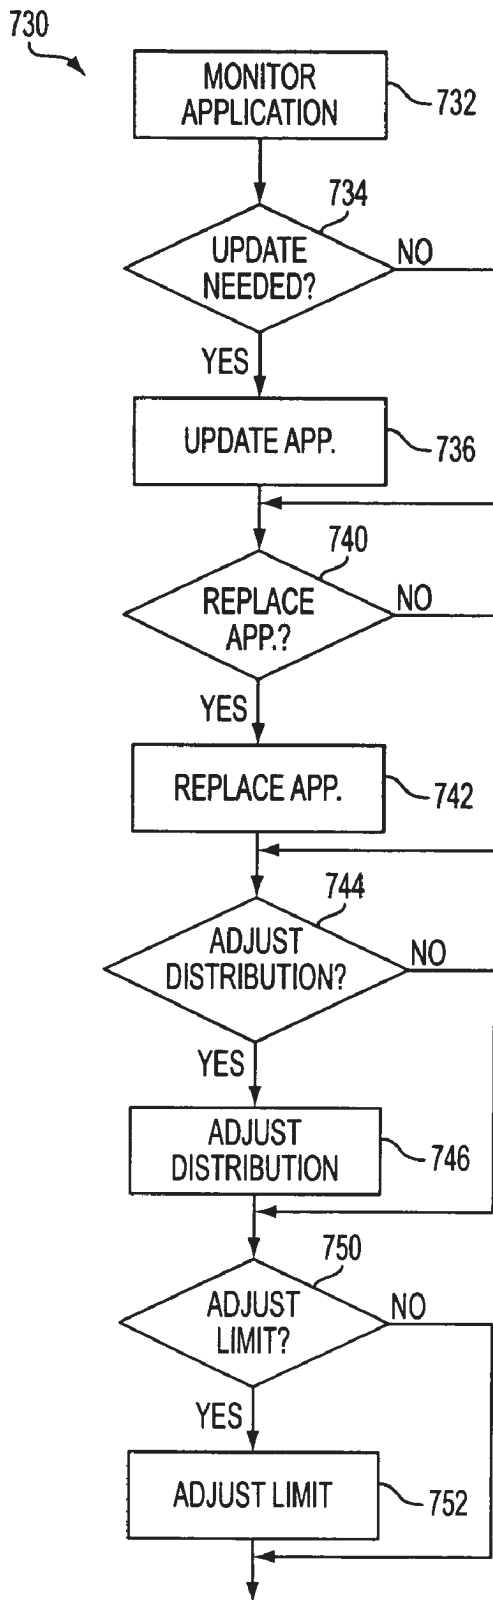 730
MONITOR
APPLICATION
732
734
UPDATE
NEEDED?
NO
YES
UPDATE APP.
736
740
REPLACE
APP.?
NO
YES
REPLACE APP.
742
744
ADJUST
DISTRIBUTION?
NO
YES
ADJUST
DISTRIBUTION
746
750
ADJUST
LIMIT?
NO
YES
ADJUST LIMIT
752